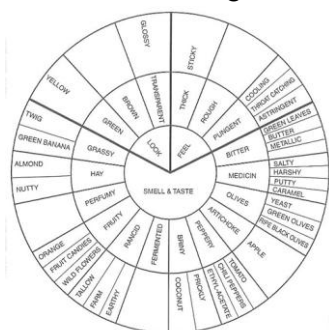 GLOSSY
STICKY
YELLOW
BROWN
TRANSPARENT
THICK
ROUGH
COOLING
THROAT CATCHING
ASTRINGENT
GREEN
LOOK
FEEL
PUNGENT
TWIG
GRASSY
BITTER
GREEN LEAVES
BUTTER
METALLIC
GREEN BANANA
HAY
MEDICIN
SALTY
HARSHY
PUTTY
CARAMEL
ALMOND
NUTTY
PERFUMY
SMELL & TASTE
OLIVES
YEAST
GREEN OLIVES
RIPE BLACK OLIVES
FRUITY
RANCID
FERMENTED
BRINY
PEPPERY
ARTICHOKE
APPLE
ORANGE
FRUIT CANDIES
WILD FLOWERS
TALLOW
FARM
EARTHY
COCONUT
PRICKLY
ETHYL-ACETATE
CHILI PEPPERS
TOMATO